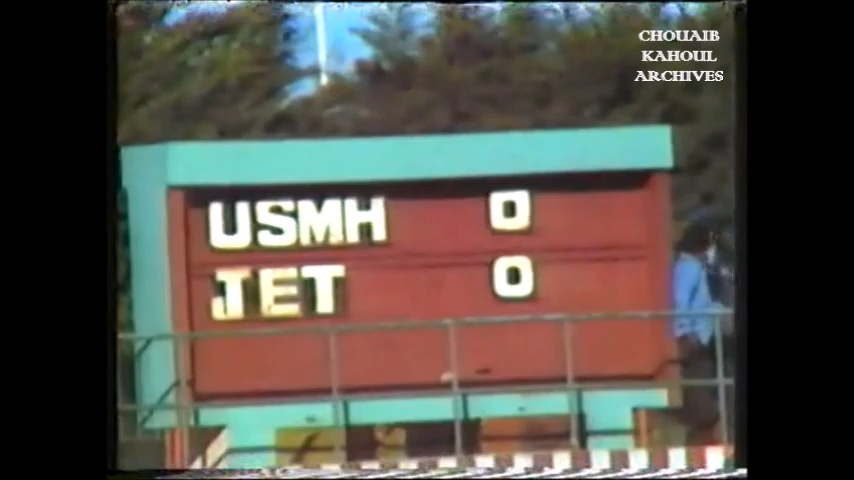 CHOUAIB
KAHOUL
ARCHIVES
USMH 0
JET 0